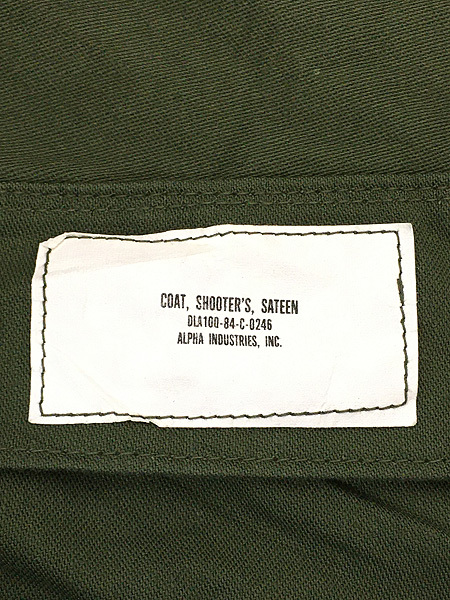 COAT, SHOOTER'S, SATEEN
DLA100-84-C-0246
ALPHA INDUSTRIES, INC.